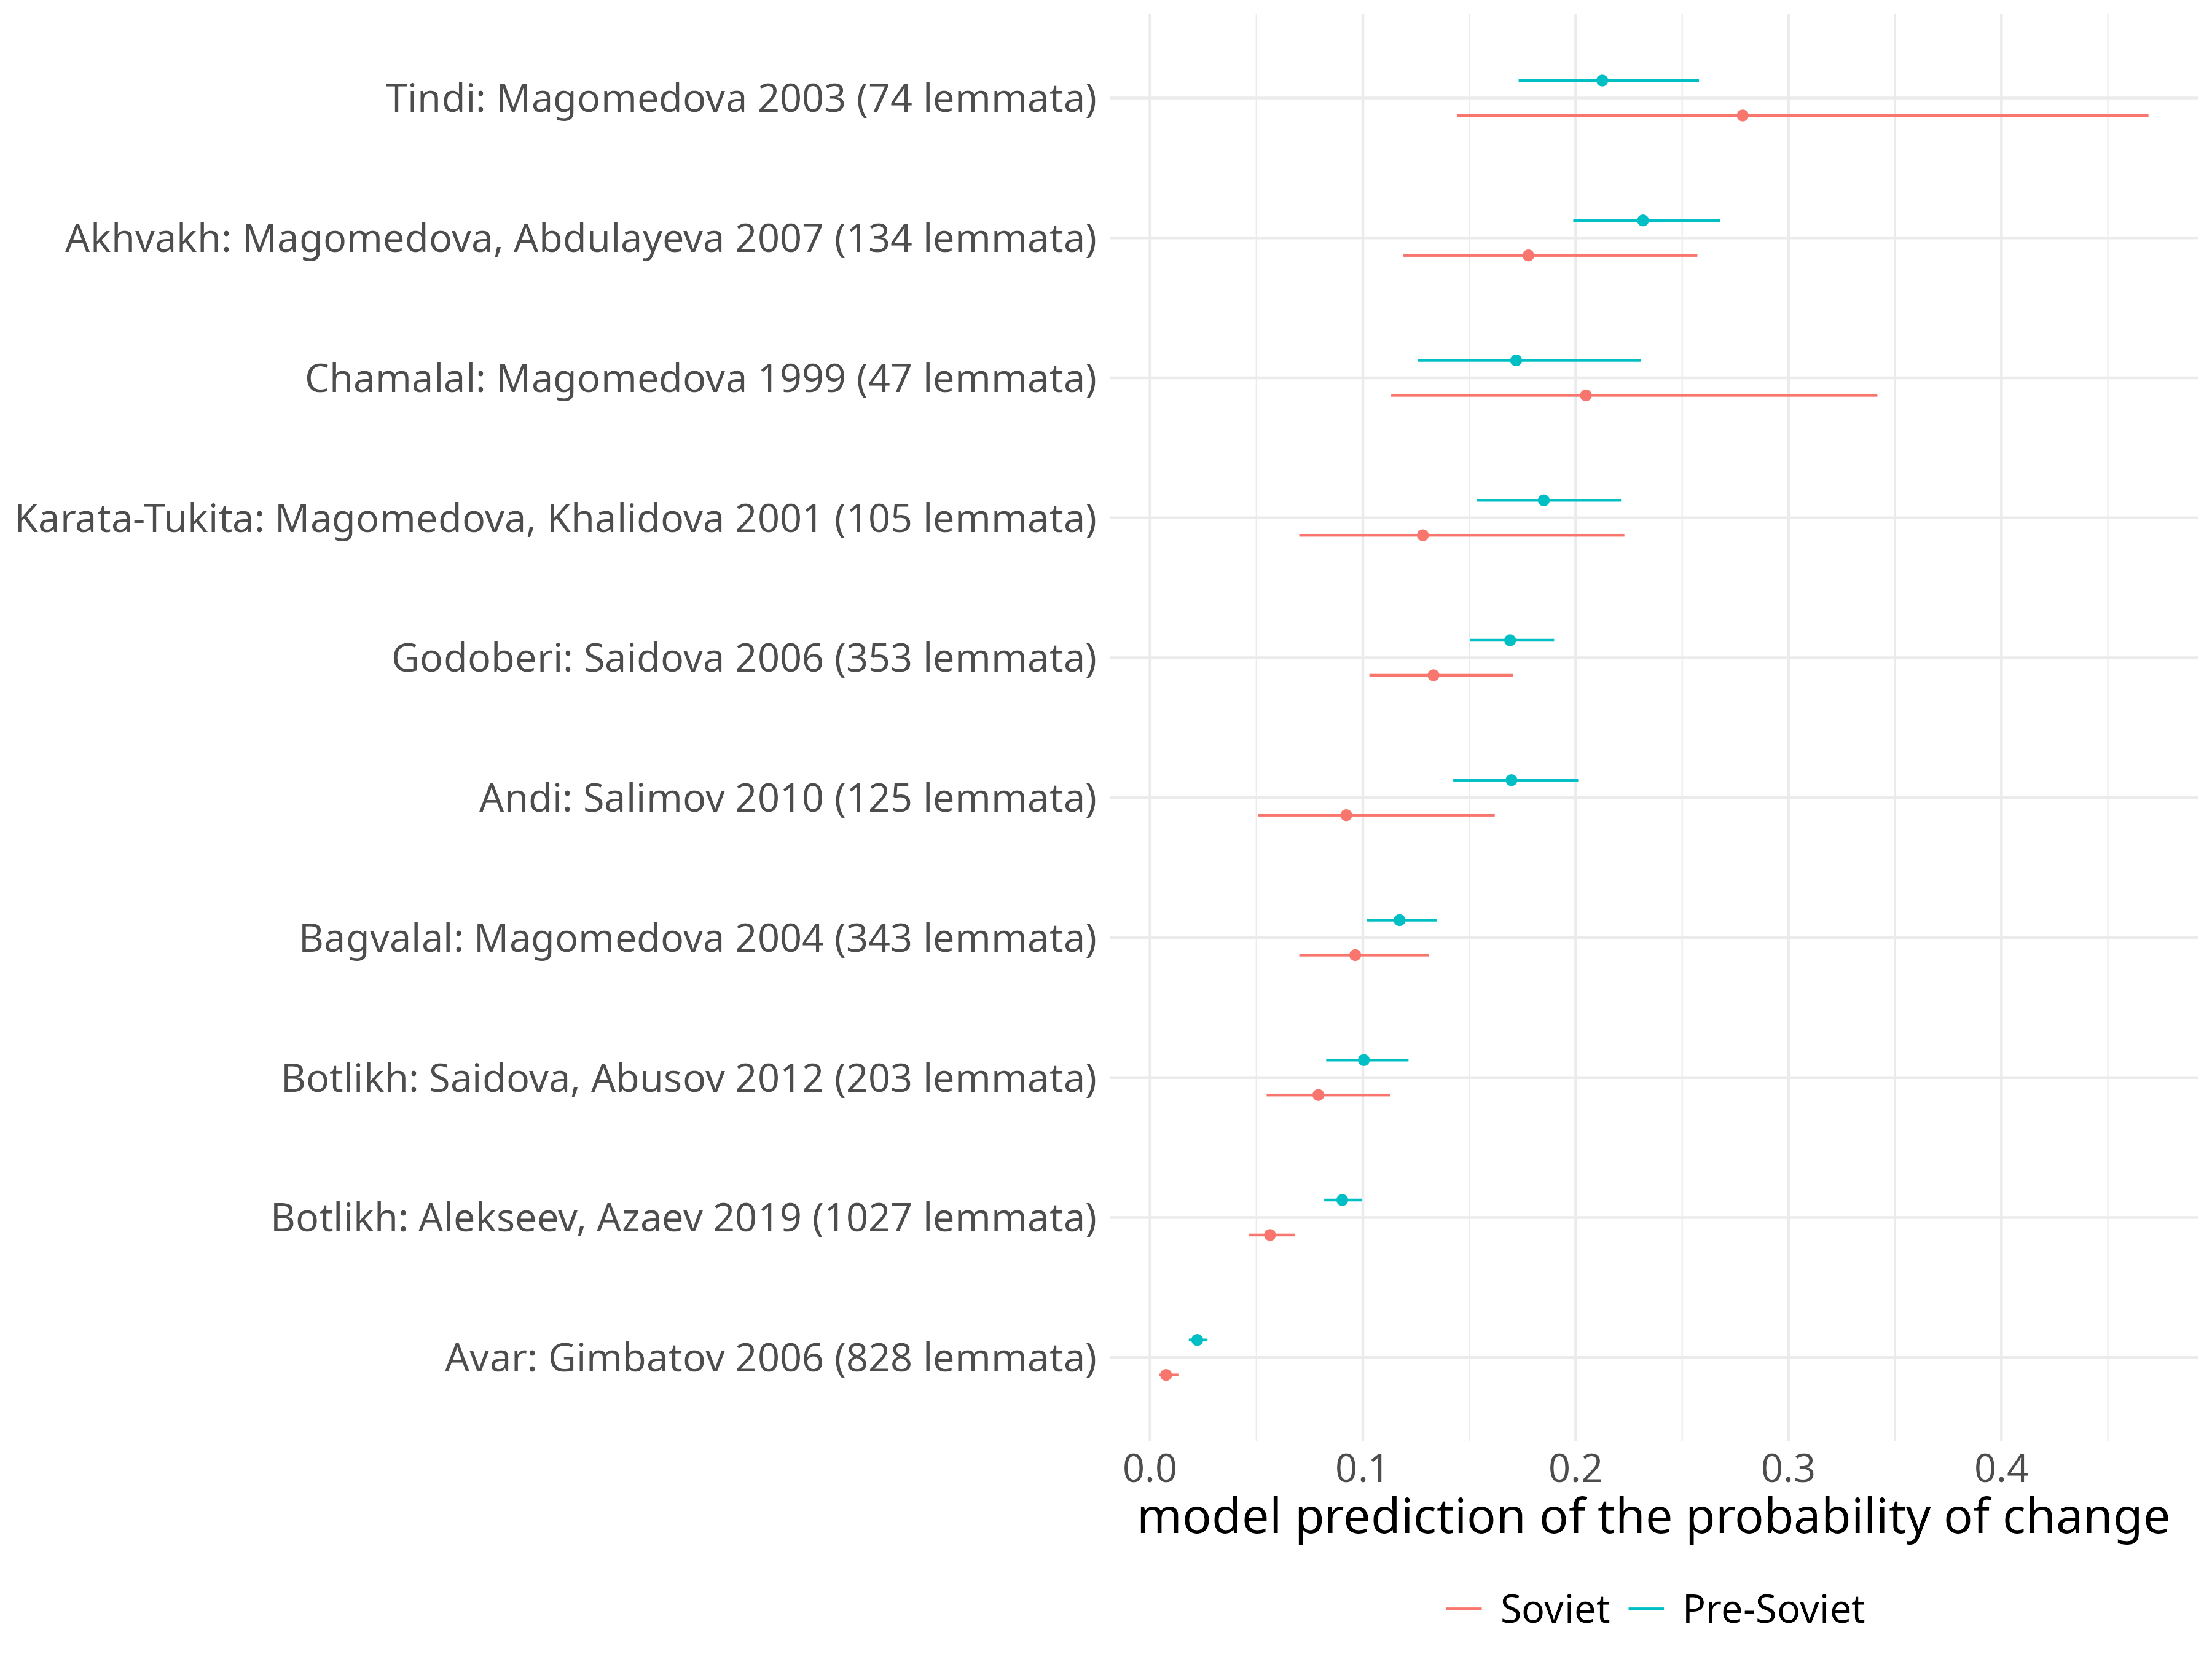 Tindi: Magomedova 2003 (74 lemmata)
Akhvakh: Magomedova, Abdulayeva 2007 (134 lemmata)
Chamalal: Magomedova 1999 (47 lemmata)
Karata-Tukita: Magomedova, Khalidova 2001 (105 lemmata)
Godoberi: Saidova 2006 (353 lemmata)
Andi: Salimov 2010 (125 lemmata)
Bagvalal: Magomedova 2004 (343 lemmata)
Botlikh: Saidova, Abusov 2012 (203 lemmata)
Botlikh: Alekseev, Azaev 2019 (1027 lemmata)
Avar: Gimbatov 2006 (828 lemmata)
0.0 0.1 0.2 0.3 0.4
model prediction of the probability of change
Soviet Pre-Soviet